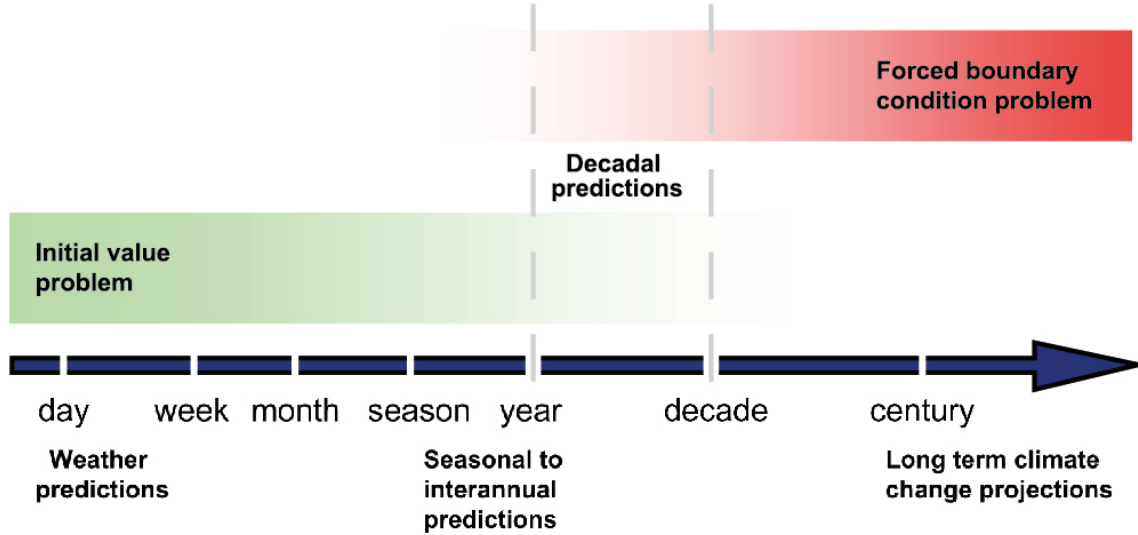 Forced boundary
condition problem
Decadal
predictions
Initial value
problem
day week month season year decade century
Weather
predictions
Seasonal to
interannual
predictions
Long term climate
change projections